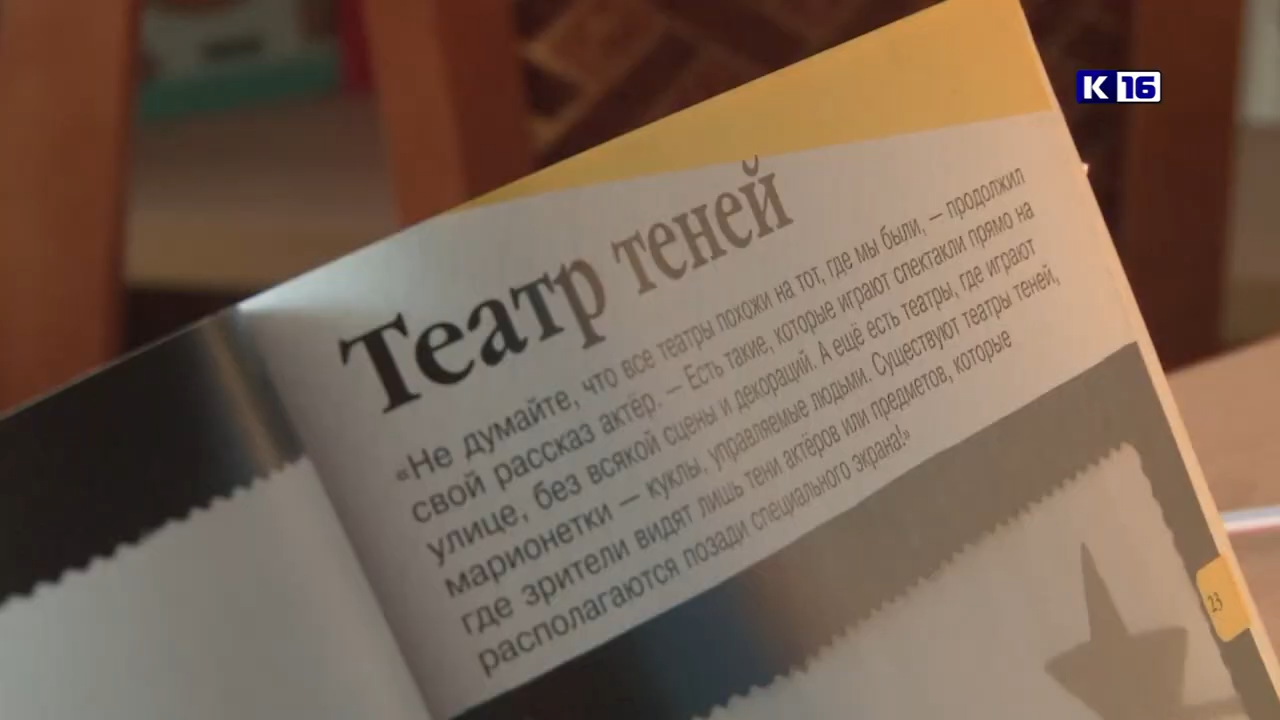 К 16
Театр теней
«Не думайте, что все театры похожи на тот, где мы были, — продолжил
свой рассказ актёр. — Есть такие, которые играют спектакли прямо на
улице, без всякой сцены и декораций. А ещё есть театры, где играют
марионетки — куклы, управляемые людьми. Существуют театры теней,
где зрители видят лишь тени актёров или предметов, которые
располагаются позади специального экрана!»
23